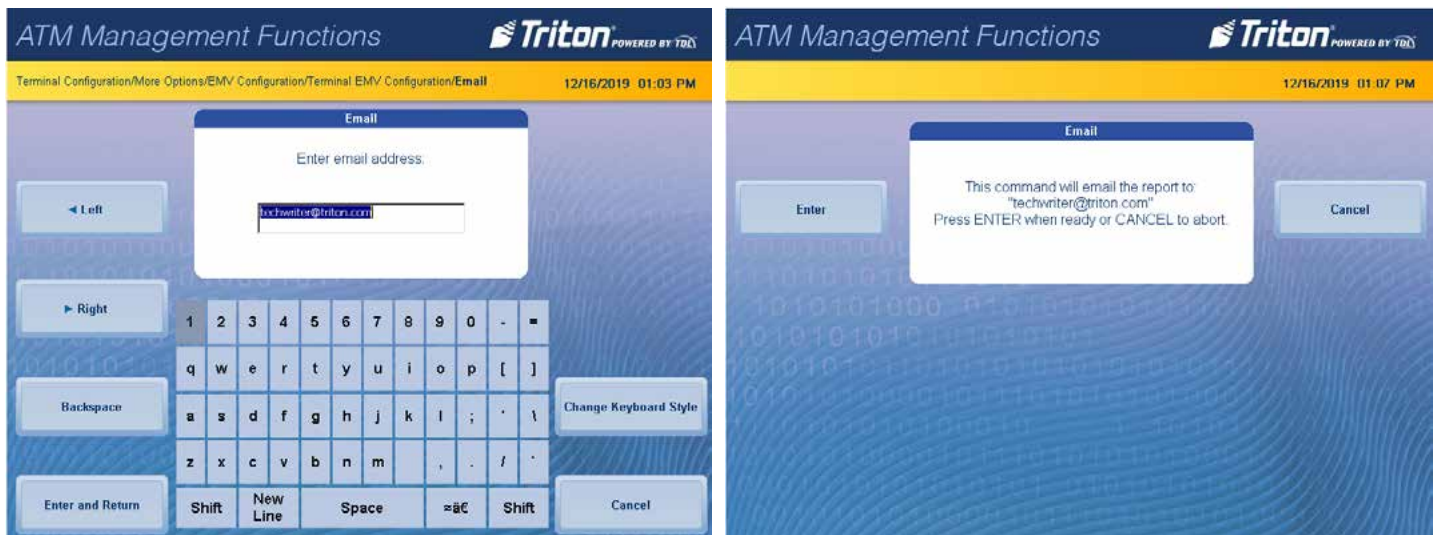 ATM Management Functions
Triton POWERED BY TDL
Terminal Configuration/More Options/EMV Configuration/Terminal EMV Configuration/Email
12/16/2019 01:03 PM
Email
Enter email address:
techwriter@triton.com
◄ Left
► Right
Backspace
Enter and Return
1 2 3 4 5 6 7 8 9 0 - =
q w e r t y u i o p [ ]
a s d f g h j k l ; ' \
z x c v b n m , . / `
Shift New Line Space ≈ä€ Shift
Change Keyboard Style
Cancel
ATM Management Functions
Triton POWERED BY TDL
12/16/2019 01:07 PM
Email
This command will email the report to:
"techwriter@triton.com"
Press ENTER when ready or CANCEL to abort.
Enter
Cancel